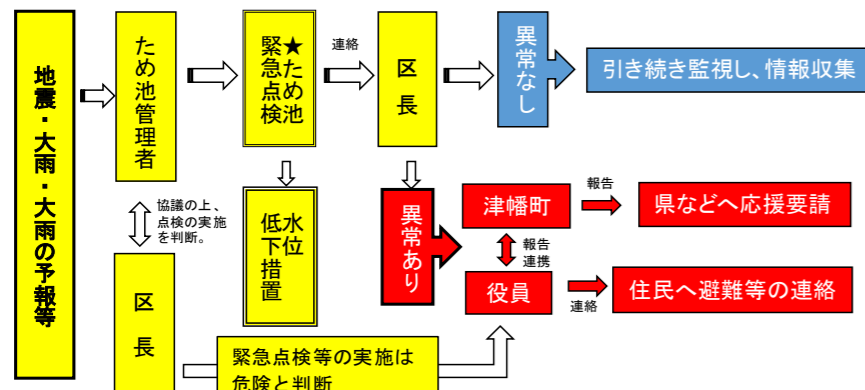 地震・大雨・大雨の予報等
ため池管理者
★ため池
緊急点検
連絡
区長
異常なし
引き続き監視し、情報収集
協議の上、
点検の実施
を判断。
水位
低下措置
異常あり
津幡町
報告
県などへ応援要請
報告
連携
役員
連絡
住民へ避難等の連絡
区長
緊急点検等の実施は
危険と判断